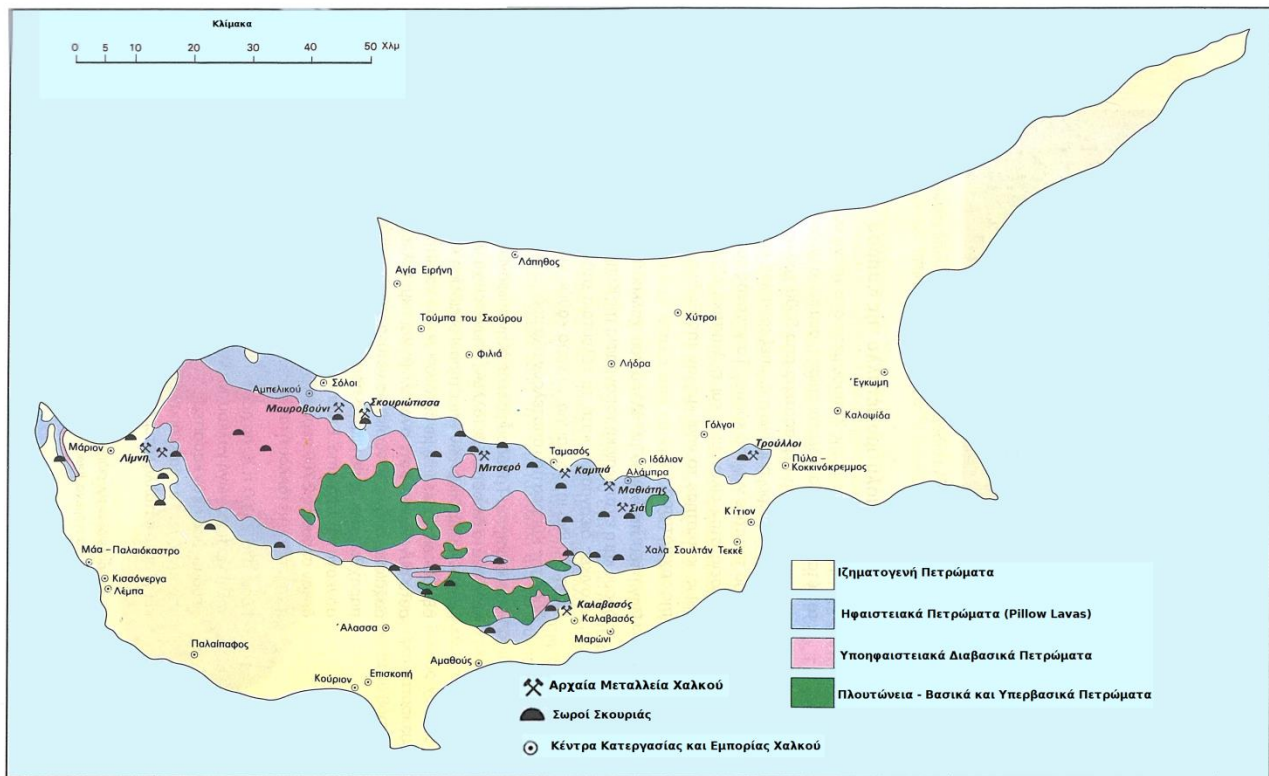 Κλίμακα
0 5 10 20 30 40 50 Χλμ
Λάπηθος
Αγία Ειρήνη
Χύτροι
Τούμπα του Σκούρου
Φιλιά
Λήδρα
Έγκωμη
Σόλοι
Αμπελικού
Μαυροβούνι
Σκουριώτισσα
Καλοψίδα
Γόλγοι
Τρούλλοι
Μάριον
Λίμνη
Μιτσερό
Ταμασός
Ιδάλιον
Πύλα –
Κοκκινόκρεμμος
Καμπιά
Αλάμπρα
Μαθιάτης
Σιά
Κίτιον
Χαλα Σουλτάν Τεκκέ
Μάα – Παλαιόκαστρο
Κισσόνεργα
Λέμπα
Καλαβασός
Καλαβασός
Μαρώνι
Άλασσα
Παλαίπαφος
Αμαθούς
Επισκοπή
Κούριον
Ιζηματογενή Πετρώματα
Ηφαιστειακά Πετρώματα (Pillow Lavas)
Υποηφαιστειακά Διαβασικά Πετρώματα
Πλουτώνεια - Βασικά και Υπερβασικά Πετρώματα
Αρχαία Μεταλλεία Χαλκού
Σωροί Σκουριάς
Κέντρα Κατεργασίας και Εμπορίας Χαλκού